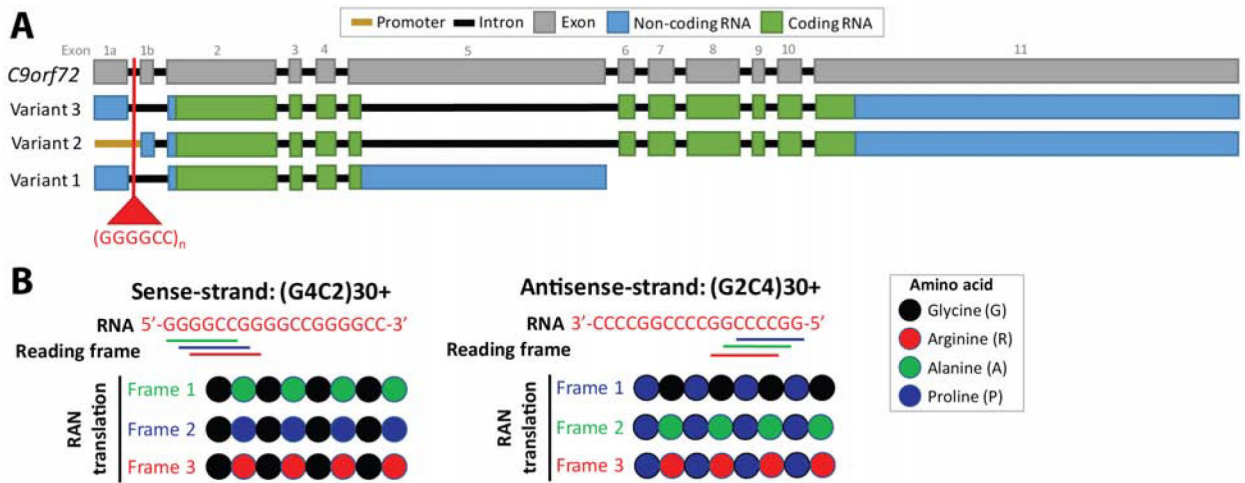 A
Promoter Intron Exon Non-coding RNA Coding RNA
Exon 1a 1b 2 3 4 5 6 7 8 9 10 11
C9orf72
Variant 3
Variant 2
Variant 1
(GGGGCC)n
B
Sense-strand: (G4C2)30+
RNA 5’-GGGGCCGGGGCCGGGGCC-3’
Reading frame
RAN translation
Frame 1
Frame 2
Frame 3
Antisense-strand: (G2C4)30+
RNA 3’-CCCCGGCCCCGGCCCCGG-5’
Reading frame
RAN translation
Frame 1
Frame 2
Frame 3
Amino acid
Glycine (G)
Arginine (R)
Alanine (A)
Proline (P)